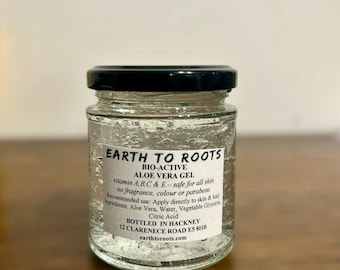 EARTH TO ROOTS
BIO-ACTIVE
ALOE VERA GEL
vitamin A,B,C & E – safe for all skin
no fragrance, colour or parabens
Recommended use: Apply directly to skin & hair
Ingredients: Aloe Vera, Water, Vegetable Glycerin,
Citric Acid
BOTTLED IN HACKNEY
12 CLARENECE ROAD E5 8HB
earthtoroots.com